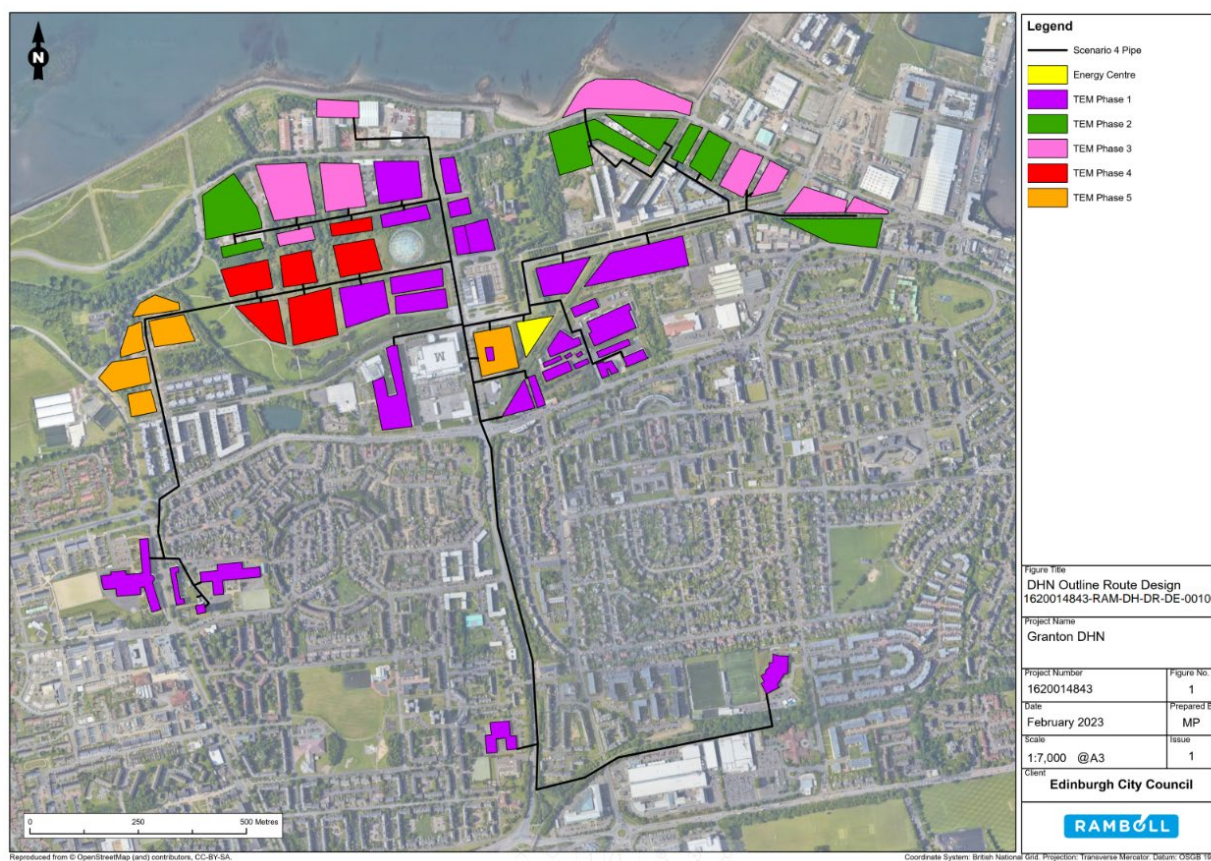 N
M
0 250 500 Metres
Reproduced from © OpenStreetMap (and) contributors, CC-BY-SA.
Coordinate System: British National Grid. Projection: Transverse Mercator. Datum: OSGB 19
Legend
Scenario 4 Pipe
Energy Centre
TEM Phase 1
TEM Phase 2
TEM Phase 3
TEM Phase 4
TEM Phase 5
Figure Title
DHN Outline Route Design
1620014843-RAM-DH-DR-DE-0010
Project Name
Granton DHN
Project Number
1620014843
Figure No.
1
Date
February 2023
Prepared B
MP
Scale
1:7,000 @A3
Issue
1
Client
Edinburgh City Council
RAMBOLL